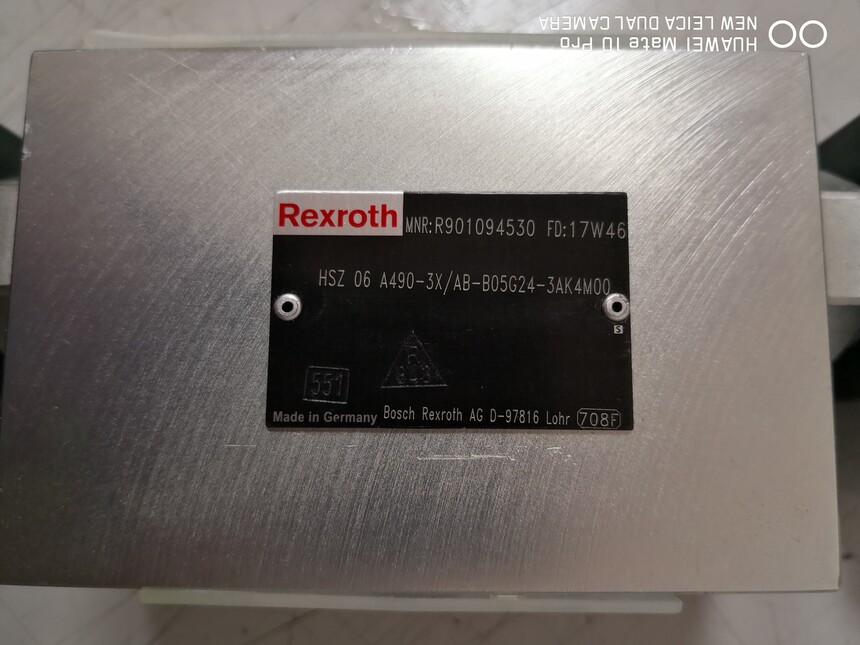 HUAWEI Mate 10 Pro
NEW LEICA DUAL CAMERA
Rexroth MNR:R901094530 FD:17W46
HSZ 06 A490-3X/AB-B05G24-3AK4M00
S
551
Made in Germany Bosch Rexroth AG D-97816 Lohr 708F